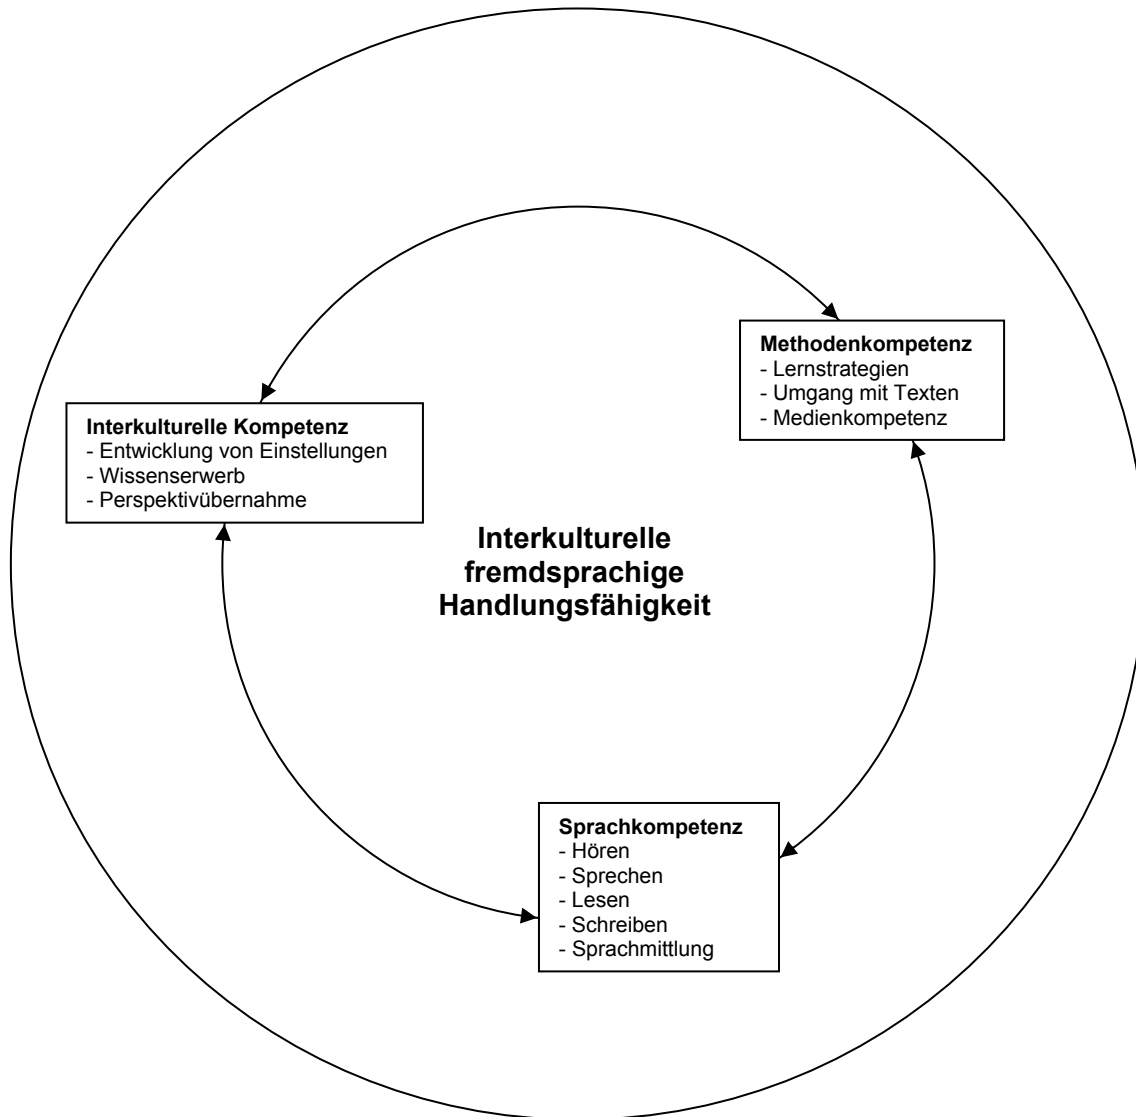 Methodenkompetenz
- Lernstrategien
- Umgang mit Texten
- Medienkompetenz
Interkulturelle Kompetenz
- Entwicklung von Einstellungen
- Wissenserwerb
- Perspektivübernahme
Interkulturelle
fremdsprachige
Handlungsfähigkeit
Sprachkompetenz
- Hören
- Sprechen
- Lesen
- Schreiben
- Sprachmittlung